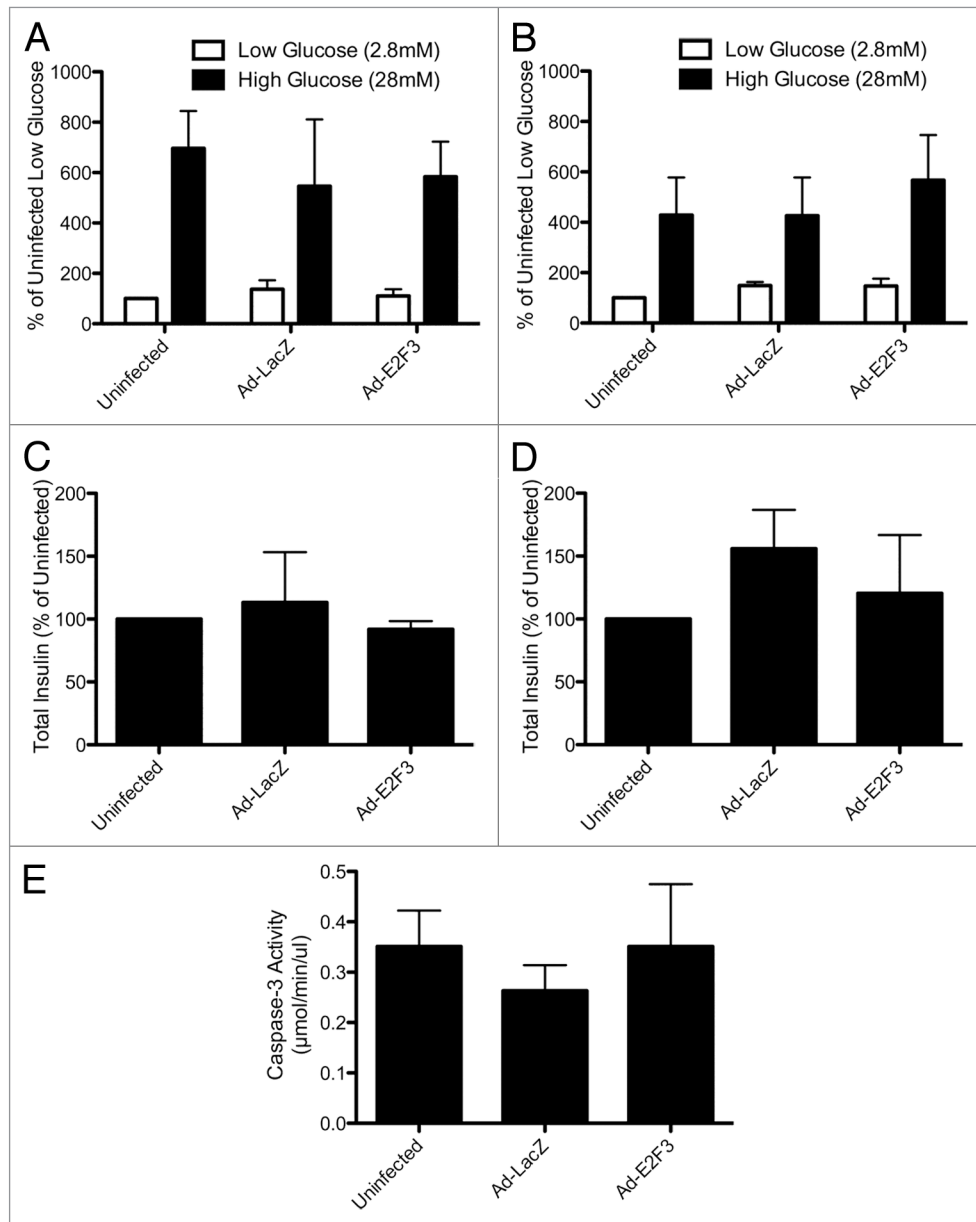 A
Low Glucose (2.8mM)
High Glucose (28mM)
% of Uninfected Low Glucose
1000
800
600
400
200
0
Uninfected
Ad-LacZ
Ad-E2F3
B
Low Glucose (2.8mM)
High Glucose (28mM)
% of Uninfected Low Glucose
1000
800
600
400
200
0
Uninfected
Ad-LacZ
Ad-E2F3
C
Total Insulin (% of Uninfected)
200
150
100
50
0
Uninfected
Ad-LacZ
Ad-E2F3
D
Total Insulin (% of Uninfected)
200
150
100
50
0
Uninfected
Ad-LacZ
Ad-E2F3
E
Caspase-3 Activity
(μmol/min/ul)
0.5
0.4
0.3
0.2
0.1
0.0
Uninfected
Ad-LacZ
Ad-E2F3